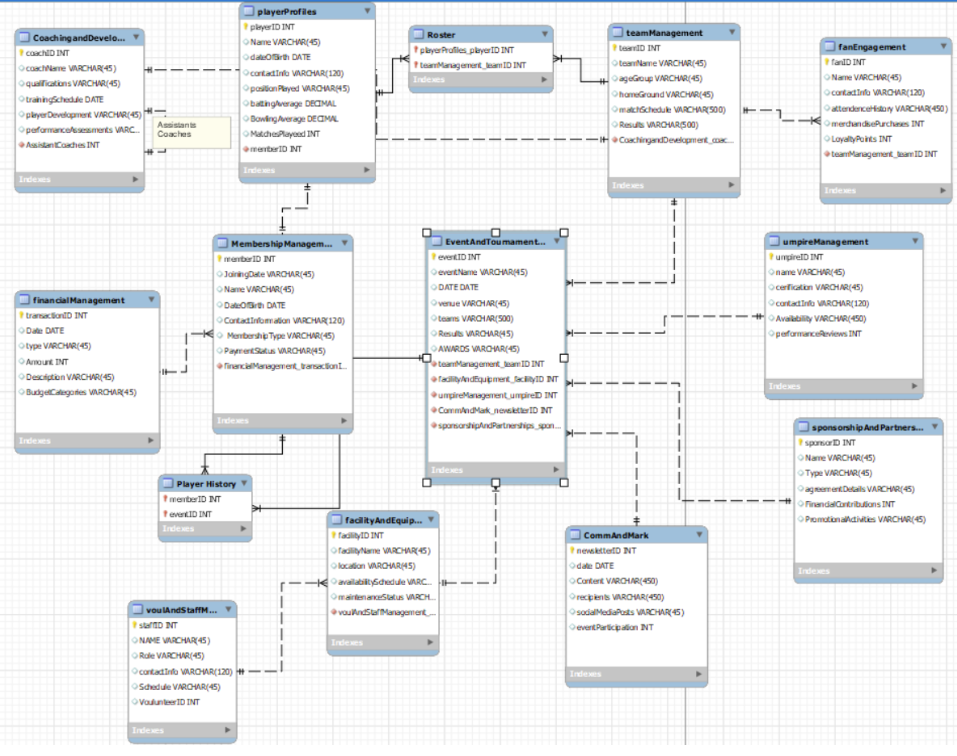 CoachingandDevelo...
coachID INT
coachName VARCHAR(45)
qualifications VARCHAR(45)
trainingSchedule DATE
playerDevelopment VARCHAR(45)
performanceAssessments VARC...
AssistantCoaches INT
Indexes
Assistants
Coaches
playerProfiles
playerID INT
Name VARCHAR(45)
dateOfBirth DATE
contactInfo VARCHAR(120)
positionPlayed VARCHAR(45)
battingAverage DECIMAL
BowlingAverage DECIMAL
MatchesPlayeed INT
memberID INT
Indexes
Roster
playerProfiles_playerID INT
teamManagement_teamID INT
Indexes
teamManagement
teamID INT
teamName VARCHAR(45)
ageGroup VARCHAR(45)
homeGround VARCHAR(45)
matchSchedule VARCHAR(500)
Results VARCHAR(500)
CoachingandDevelopment_coac...
Indexes
fanEngagement
fanID INT
Name VARCHAR(45)
contactInfo VARCHAR(120)
attendenceHistory VARCHAR(450)
merchandisePurchases INT
LoyaltyPoints INT
teamManagement_teamID INT
Indexes
MembershipManagem...
memberID INT
JoiningDate VARCHAR(45)
Name VARCHAR(45)
DateOfBirth DATE
ContactInformation VARCHAR(120)
MembershipType VARCHAR(45)
PaymentStatus VARCHAR(45)
financialManagement_transactionI...
Indexes
EventAndTournament...
eventID INT
eventName VARCHAR(45)
DATE DATE
venue VARCHAR(45)
teams VARCHAR(500)
Results VARCHAR(45)
AWARDS VARCHAR(45)
teamManagement_teamID INT
facilityAndEquipment_facilityID INT
umpireManagement_umpireID INT
CommAndMark_newsletterID INT
sponsorshipAndPartnerships_spon...
Indexes
umpireManagement
umpireID INT
name VARCHAR(45)
cerification VARCHAR(45)
contactInfo VARCHAR(120)
Availability VARCHAR(450)
performanceReviews INT
Indexes
financialManagement
transactionID INT
Date DATE
type VARCHAR(45)
Amount INT
Description VARCHAR(45)
BudgetCategories VARCHAR(45)
Indexes
sponsorshipAndPartners...
sponsorID INT
Name VARCHAR(45)
Type VARCHAR(45)
agreementDetails VARCHAR(45)
FinancialContributions INT
PromotionalActivities VARCHAR(45)
Indexes
Player History
memberID INT
eventID INT
Indexes
facilityAndEquip...
facilityID INT
facilityName VARCHAR(45)
location VARCHAR(45)
availabilitySchedule VARC...
maintenanceStatus VARCH...
voulAndStaffManagement_...
Indexes
CommAndMark
newsletterID INT
date DATE
Content VARCHAR(450)
recipients VARCHAR(450)
socialMediaPosts VARCHAR(45)
eventParticipation INT
Indexes
voulAndStaffM...
staffID INT
NAME VARCHAR(45)
Role VARCHAR(45)
contactInfo VARCHAR(120)
Schedule VARCHAR(45)
VoulunteerID INT
Indexes